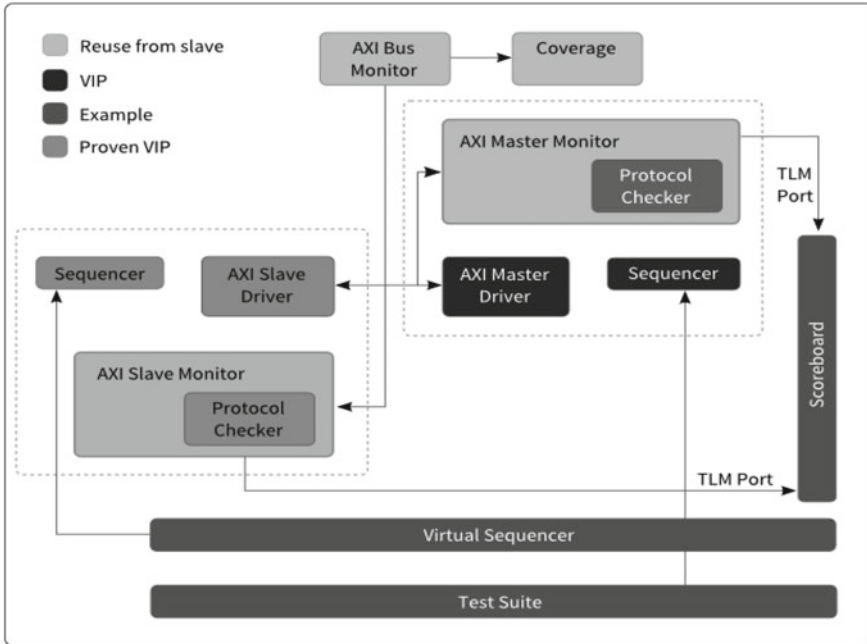 Reuse from slave
VIP
Example
Proven VIP
AXI Bus
Monitor
Coverage
AXI Master Monitor
Protocol
Checker
TLM
Port
Sequencer
AXI Slave
Driver
AXI Master
Driver
Sequencer
Scoreboard
AXI Slave Monitor
Protocol
Checker
TLM Port
Virtual Sequencer
Test Suite